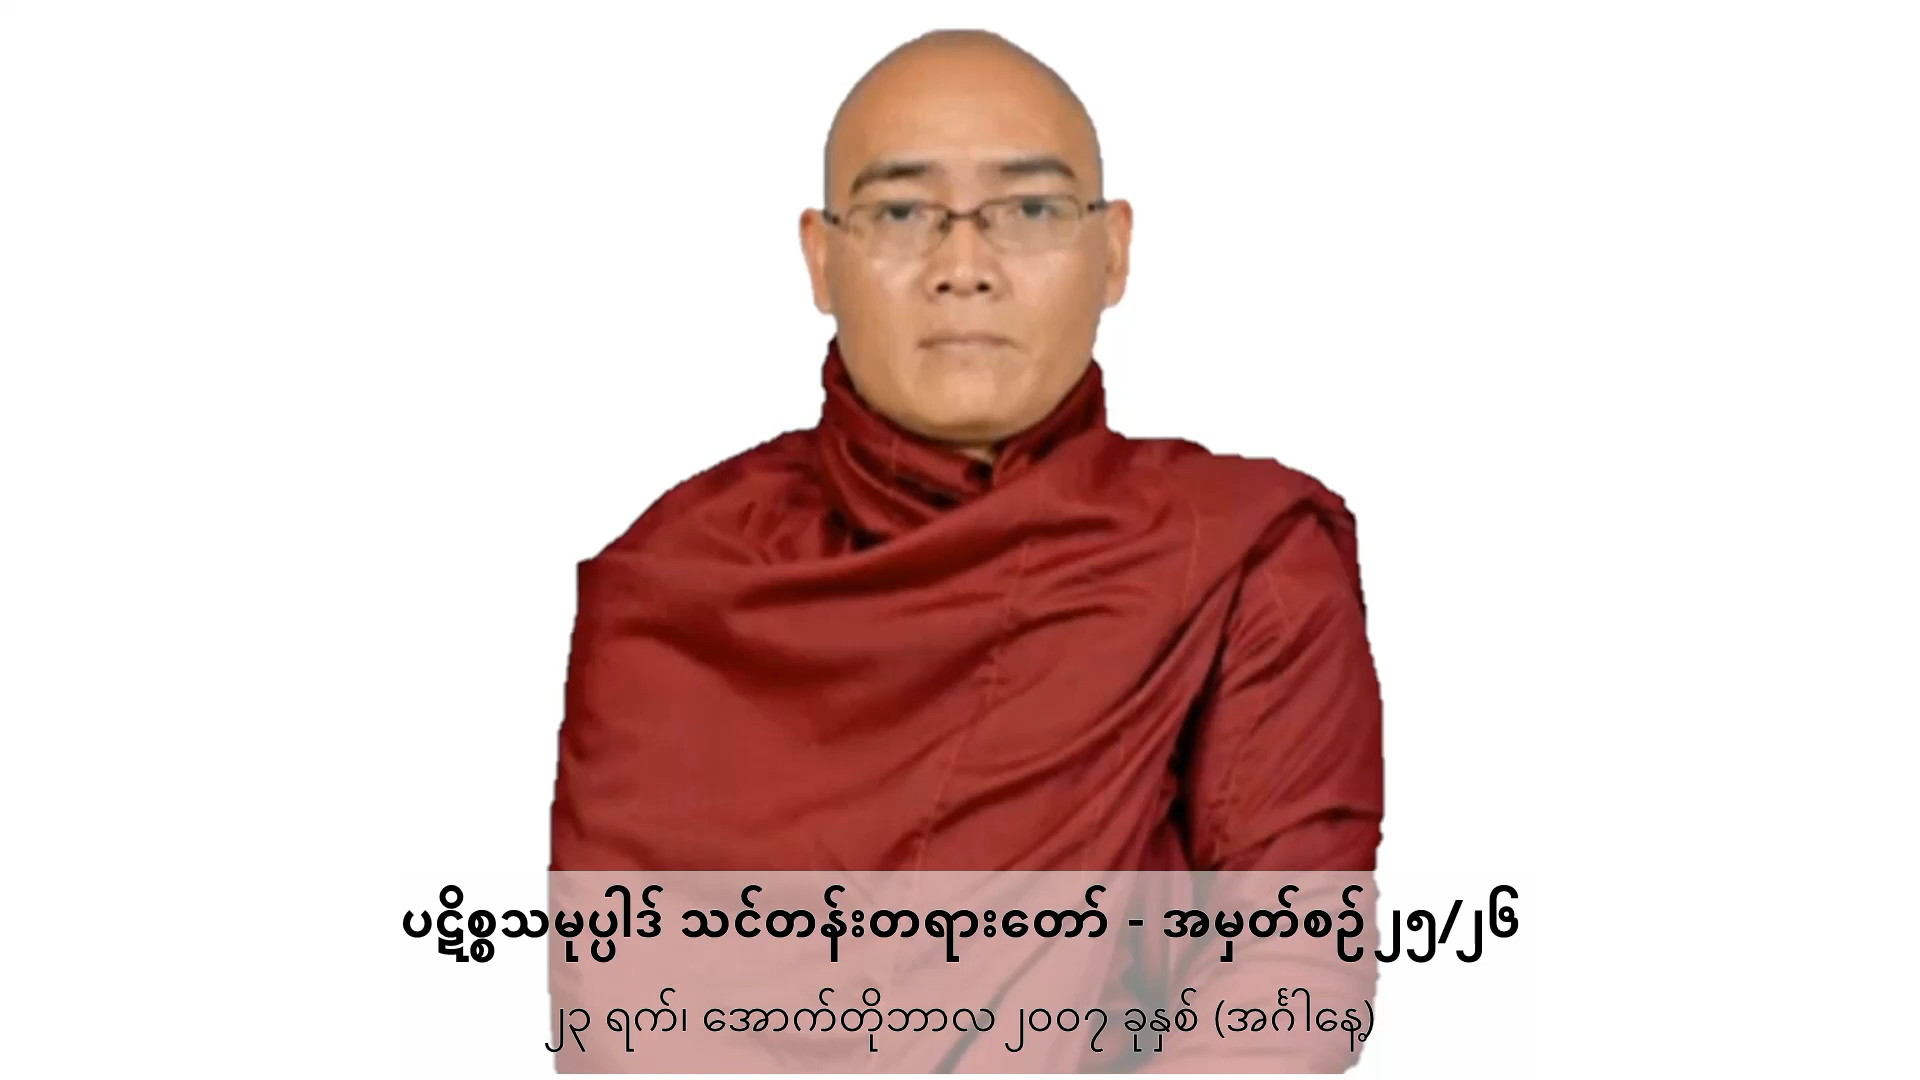 ပဋိစ္စသမုပ္ပါဒ် သင်တန်းတရားတော် - အမှတ်စဉ် ၂၅/၂၆
၂၃ ရက်၊ အောက်တိုဘာလ ၂၀၀၇ ခုနှစ် (အင်္ဂါနေ့)